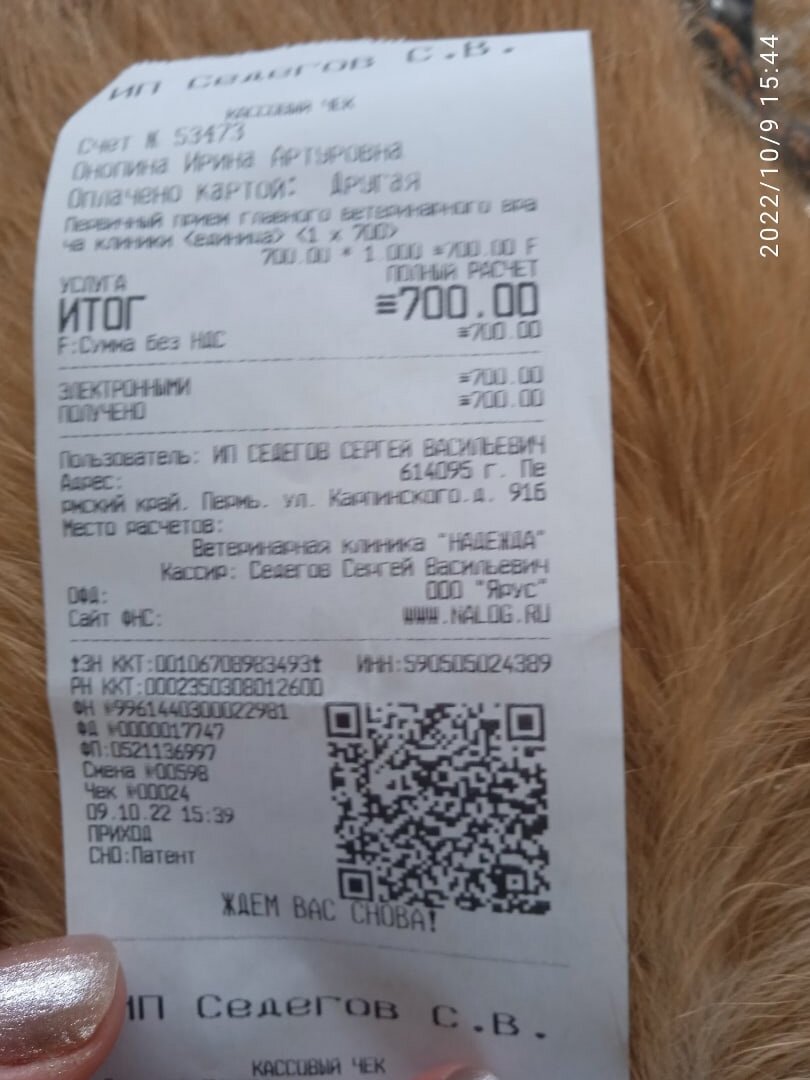 ИП Седегов С.В.
КАССОВЫЙ ЧЕК
Счет № 53473
Онопина Ирина Артуровна
Оплачено картой: Другая
Первичный прием главного ветеринарного вра
ча клиники <единица> <1 x 700>
700.00 * 1.000 ≡700.00 F
УСЛУГА ПОЛНЫЙ РАСЧЕТ
ИТОГ ≡700.00
F:Сумма без НДС ≡700.00
ЭЛЕКТРОННЫМИ ≡700.00
ПОЛУЧЕНО ≡700.00
Пользователь: ИП СЕДЕГОВ СЕРГЕЙ ВАСИЛЬЕВИЧ
Адрес: 614095 г. Пе
рмский край, Пермь, ул. Карпинского,д. 91б
Место расчетов:
Ветеринарная клиника "НАДЕЖДА"
Кассир: Седегов Сергей Васильевич
ОФД: ООО "Ярус"
Сайт ФНС: WWW.NALOG.RU
ЗН ККТ:00106708983493 ИНН:590505024389
РН ККТ:0002350308012600
ФН №9961440300022981
ФД №0000017747
ФП:0521136997
Смена №00598
Чек №00024
09.10.22 15:39
ПРИХОД
СНО:Патент
ЖДЕМ ВАС СНОВА!
ИП Седегов С.В.
КАССОВЫЙ ЧЕК
2022/10/9 15:44